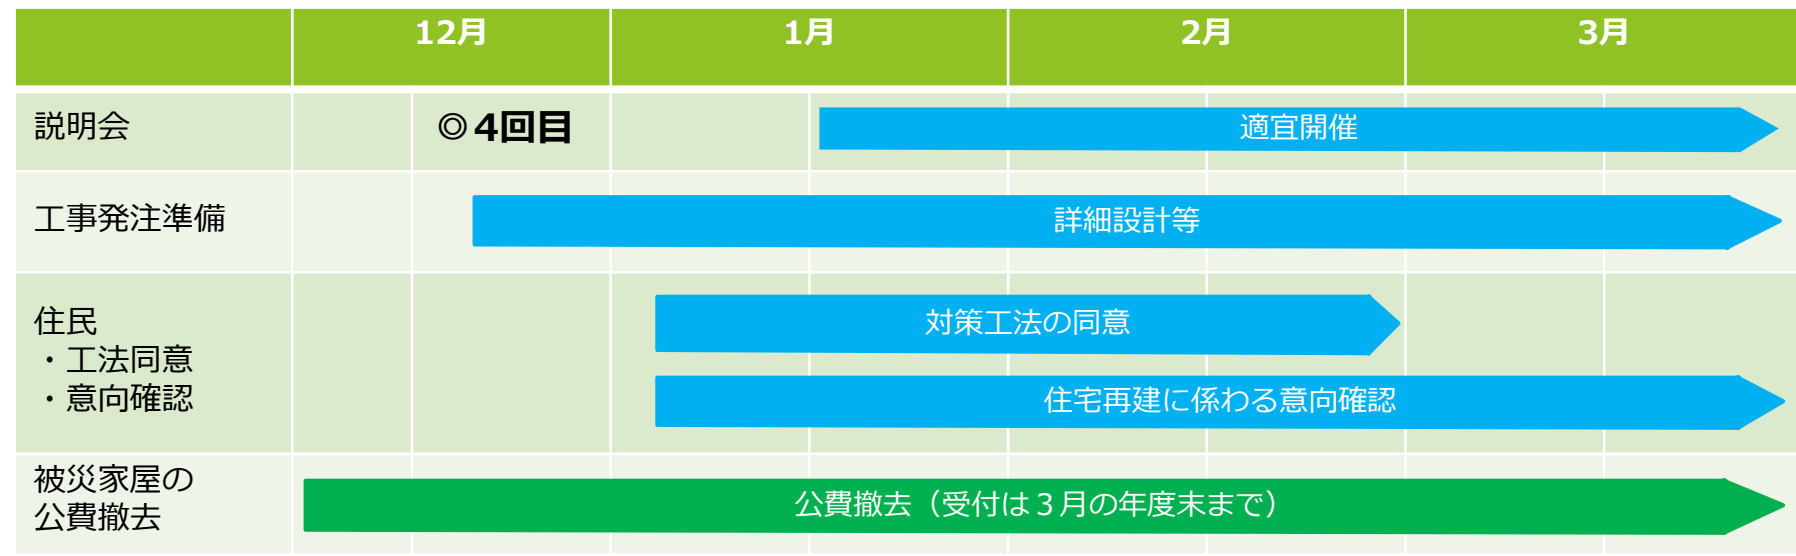 12月 1月 2月 3月
説明会 ◎4回目 適宜開催
工事発注準備 詳細設計等
住民
・工法同意
・意向確認
対策工法の同意
住宅再建に係わる意向確認
被災家屋の
公費撤去
公費撤去（受付は３月の年度末まで）